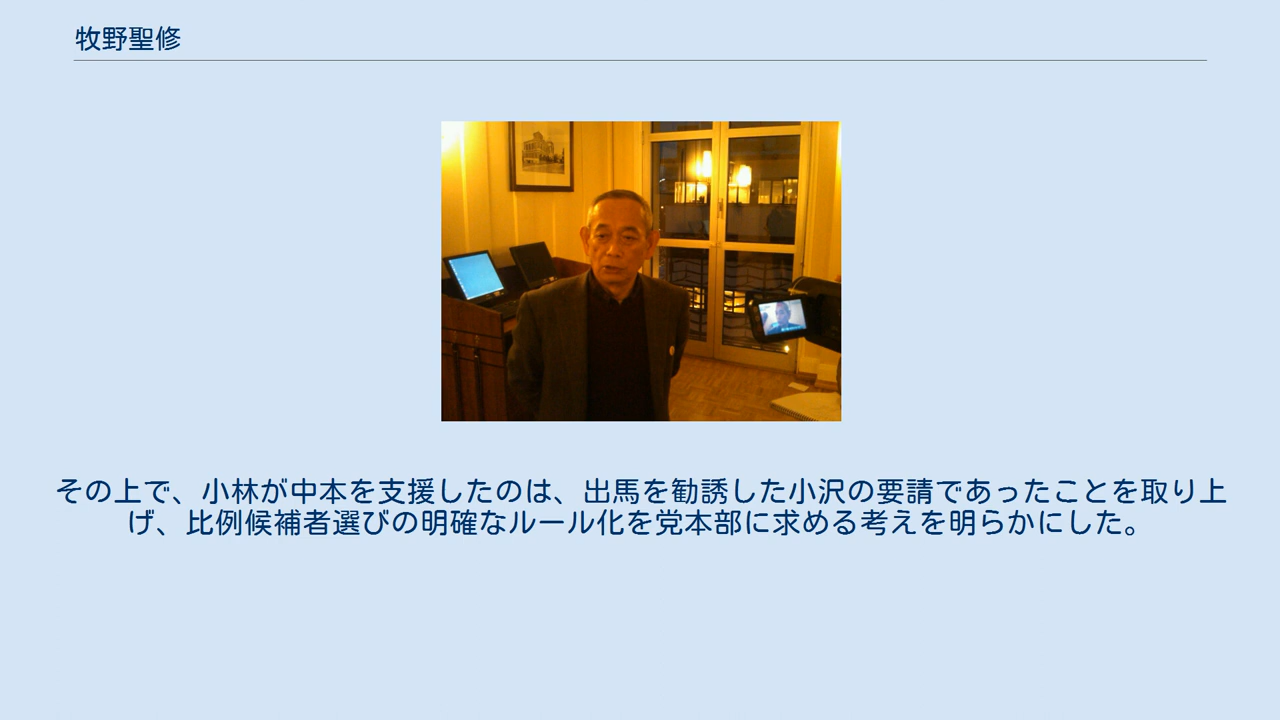 牧野聖修
その上で、小林が中本を支援したのは、出馬を勧誘した小沢の要請であったことを取り上
げ、比例候補者選びの明確なルール化を党本部に求める考えを明らかにした。